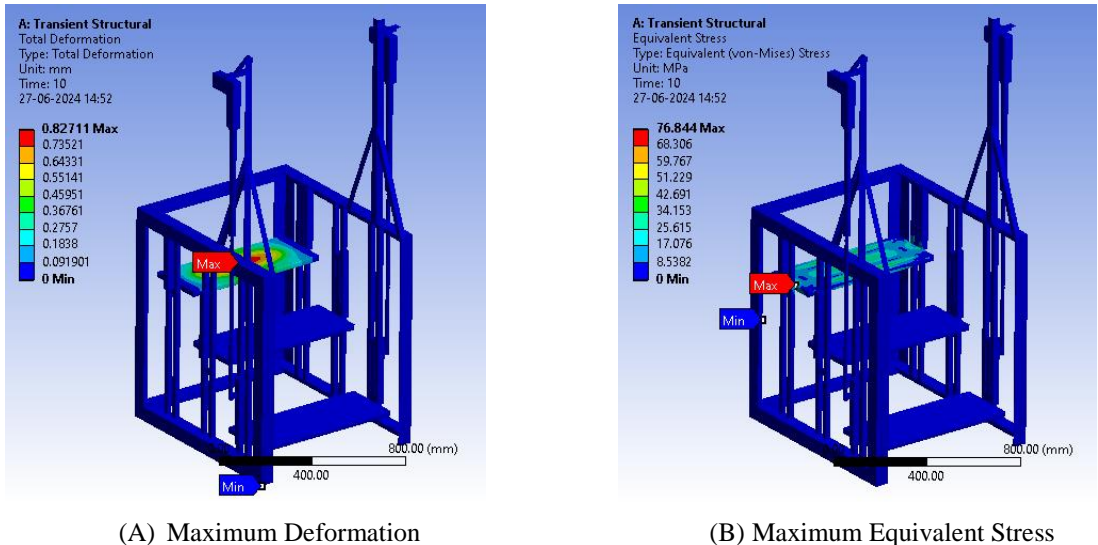 A: Transient Structural
Total Deformation
Type: Total Deformation
Unit: mm
Time: 10
27-06-2024 14:52
0.82711 Max
0.73521
0.64331
0.55141
0.45951
0.36761
0.2757
0.1838
0.091901
0 Min
Max
Min
800.00 (mm)
400.00
(A) Maximum Deformation
A: Transient Structural
Equivalent Stress
Type: Equivalent (von-Mises) Stress
Unit: MPa
Time: 10
27-06-2024 14:52
76.844 Max
68.306
59.767
51.229
42.691
34.153
25.615
17.076
8.5382
0 Min
Max
Min
800.00 (mm)
400.00
(B) Maximum Equivalent Stress